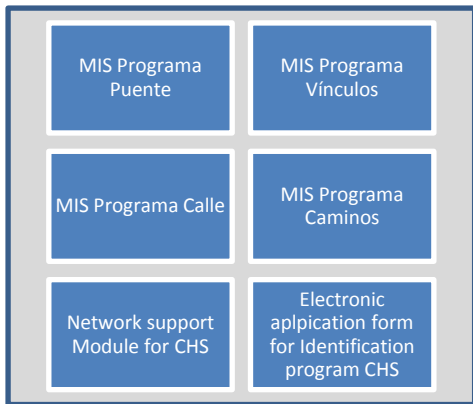 MIS Programa
Puente
MIS Programa
Vínculos
MIS Programa Calle
MIS Programa
Caminos
Network support
Module for CHS
Electronic
aplpication form
for Identification
program CHS